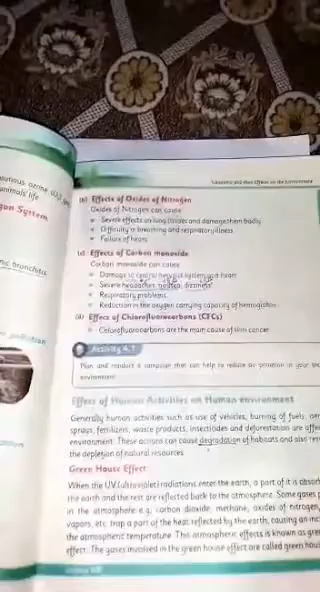 animals' life
(b) Effects of Oxides of Nitrogen
Oxides of Nitrogen can cause
Severe effects on lung tissues and damage them badly
Difficulty in breathing and respiratory illness
Failure of heart
(c) Effects of Carbon monoxide
Carbon monoxide can cause
Damage to central nervous system and heart
Severe headaches, nausea, dizziness
Respiratory problems
Reduction in the oxygen carrying capacity of hemoglobin
(d) Effect of Chlorofluorocarbons (CFCs)
Chlorofluorocarbons are the main cause of skin cancer
Activity 4.1
Plan and conduct a campaign that can help to reduce air pollution in your
environment
Effect of Human Activities on Human environment
Generally human activities such as use of vehicles, burning of fuels,
sprays, fertilizers, waste products, insecticides and deforestation are
environment. These actions can cause degradation of habitats and also
the depletion of natural resources
Green House Effect
When the UV (ultraviolet) radiations enter the earth, a part of it is
the earth and the rest are reflected back to the atmosphere. Some gases
in the atmosphere e.g. carbon dioxide, methane, oxides of nitrogen,
vapors, etc. trap a part of the heat reflected by the earth, causing an
the atmospheric temperature. This atmospheric effects is known as
effect. The gases involved in the green house effect are called green